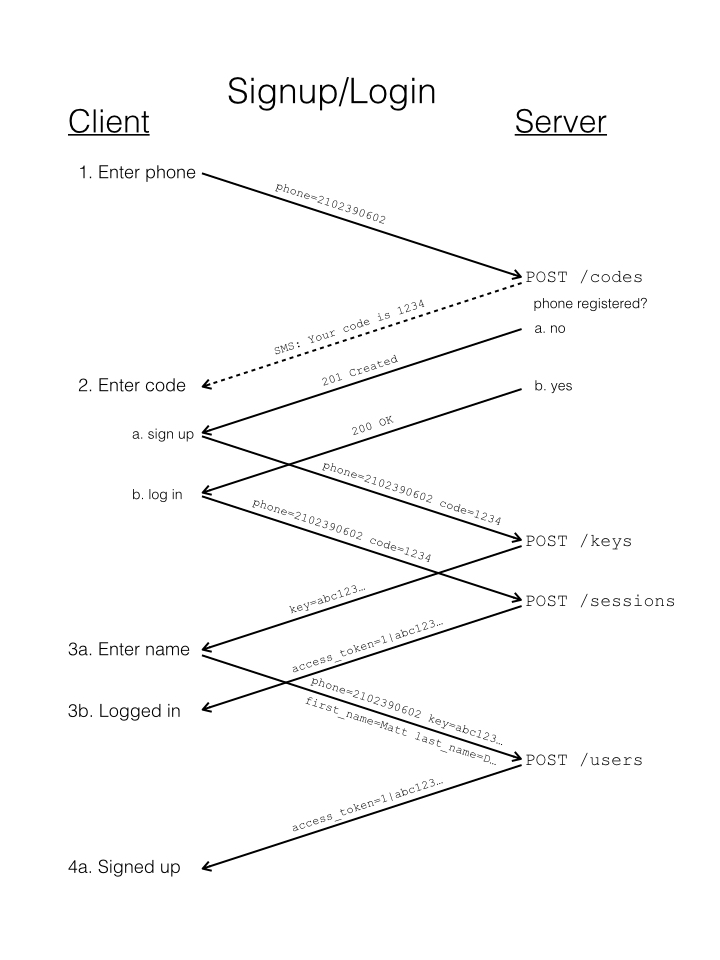 Signup/Login
Client
Server
1. Enter phone
phone=2102390602
POST /codes
phone registered?
SMS: Your code is 1234
a. no
201 Created
2. Enter code
b. yes
a. sign up
200 OK
phone=2102390602 code=1234
b. log in
phone=2102390602 code=1234
POST /keys
key=abc123…
POST /sessions
access_token=1|abc123…
3a. Enter name
phone=2102390602 key=abc123…
first_name=Matt last_name=D…
3b. Logged in
POST /users
access_token=1|abc123…
4a. Signed up